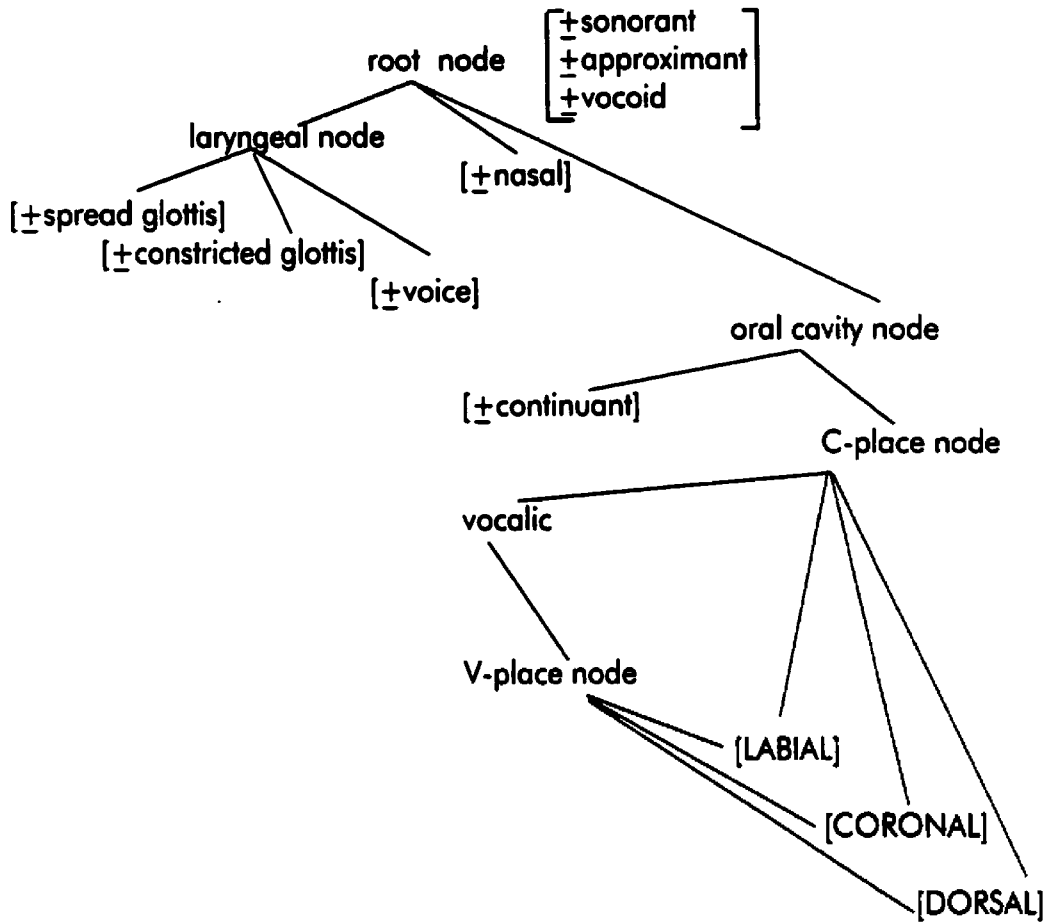 root node
[±sonorant
±approximant
±vocoid]
laryngeal node
[±nasal]
[±spread glottis]
[±constricted glottis]
[±voice]
oral cavity node
[±continuant]
C-place node
vocalic
V-place node
[LABIAL]
[CORONAL]
[DORSAL]